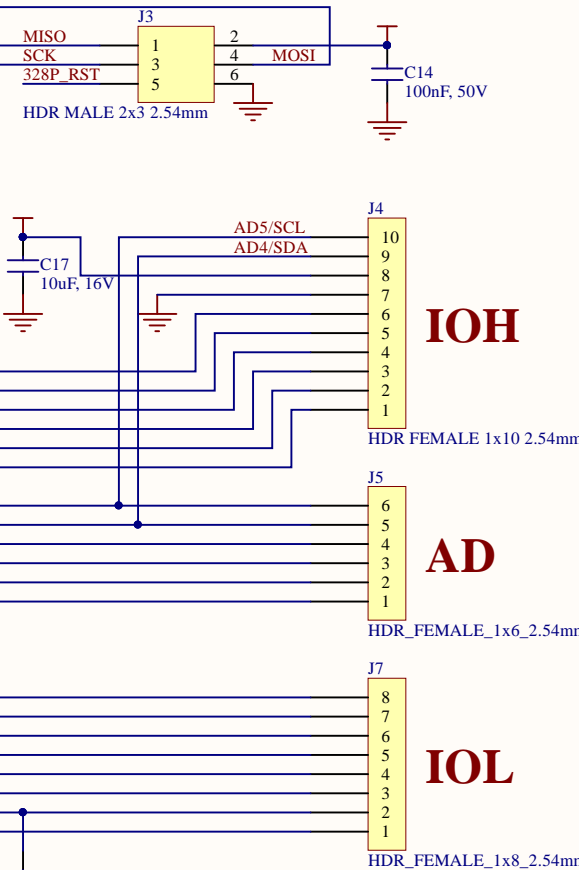 J3
MISO 1 2
SCK 3 4 MOSI
328P_RST 5 6
HDR MALE 2x3 2.54mm
C14
100nF, 50V
C17
10uF, 16V
J4
AD5/SCL 10
AD4/SDA 9
8
7
6
5
4
3
2
1
IOH
HDR FEMALE 1x10 2.54mm
J5
6
5
4
3
2
1
AD
HDR_FEMALE_1x6_2.54mm
J7
8
7
6
5
4
3
2
1
IOL
HDR_FEMALE_1x8_2.54mm